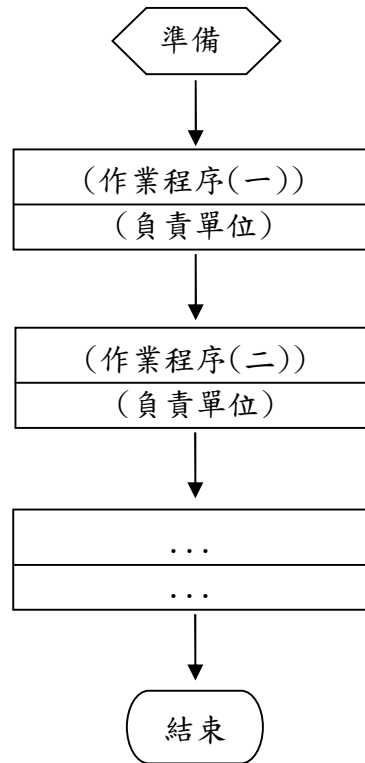 準備
(作業程序(一))
(負責單位)
(作業程序(二))
(負責單位)
...
...
結束